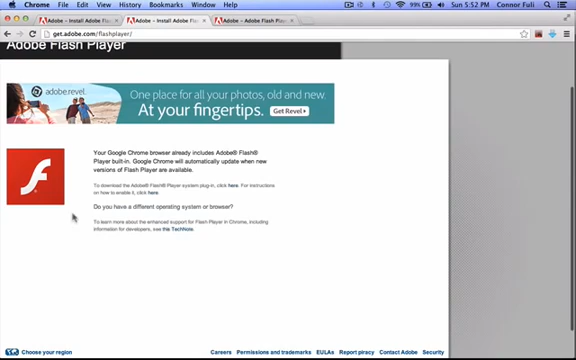 Chrome File Edit View History Bookmarks Window Help
99% Sun 5:52 PM Connor Fuli
Adobe - Install Adobe Fl
Adobe - Install Adobe Fl
Adobe - Adobe Flash Pl
get.adobe.com/flashplayer/
Adobe Flash Player
adobe.revel.
One place for all your photos, old and new.
At your fingertips.
Get Revel
Your Google Chrome browser already includes Adobe® Flash®
Player built-in. Google Chrome will automatically update when new
versions of Flash Player are available.
To download the Adobe® Flash® Player system plug-in, click here. For instructions
on how to enable it, click here.
Do you have a different operating system or browser?
To learn more about the enhanced support for Flash Player in Chrome, including
information for developers, see this TechNote.
Choose your region
Careers Permissions and trademarks EULAs Report piracy Contact Adobe Security